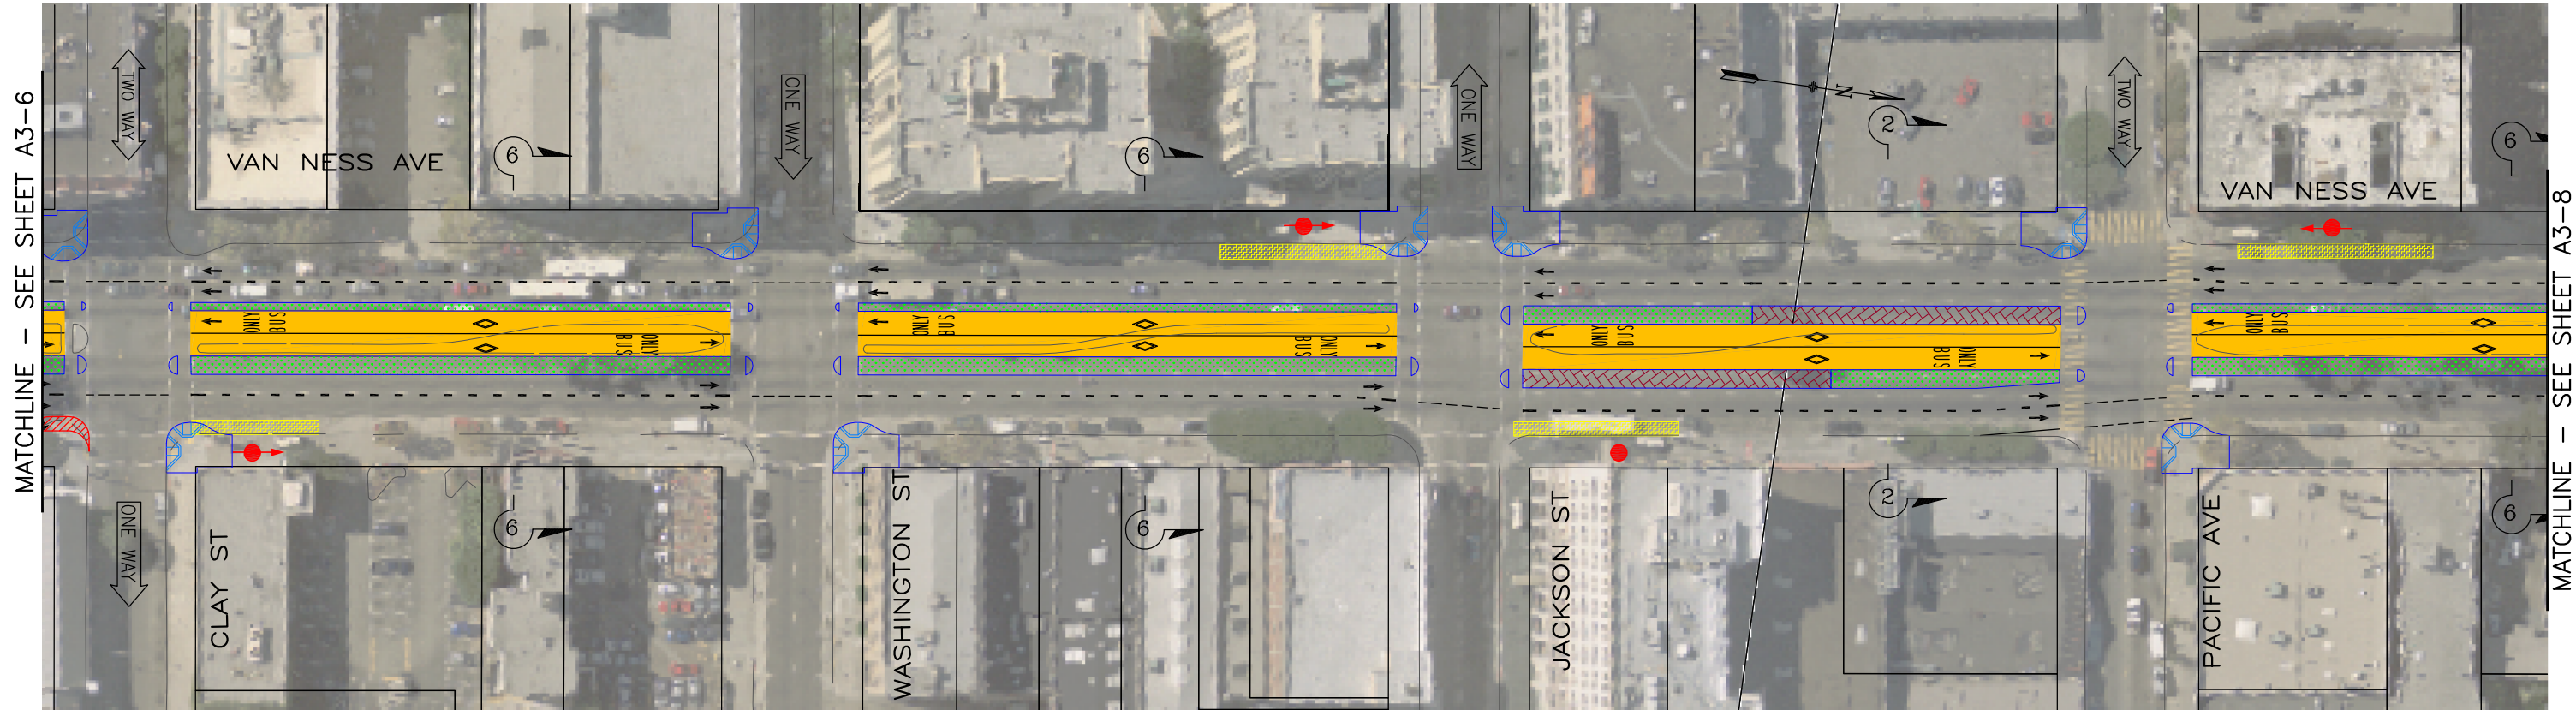 MATCHLINE - SEE SHEET A3-6
TWO WAY
VAN NESS AVE
6
ONE WAY
6
ONE WAY
N
2
TWO WAY
VAN NESS AVE
6
ONLY
BUS
BUS
ONLY
ONLY
BUS
BUS
ONLY
ONLY
BUS
BUS
ONLY
ONLY
BUS
ONE WAY
CLAY ST
6
WASHINGTON ST
6
JACKSON ST
2
PACIFIC AVE
6
MATCHLINE - SEE SHEET A3-8